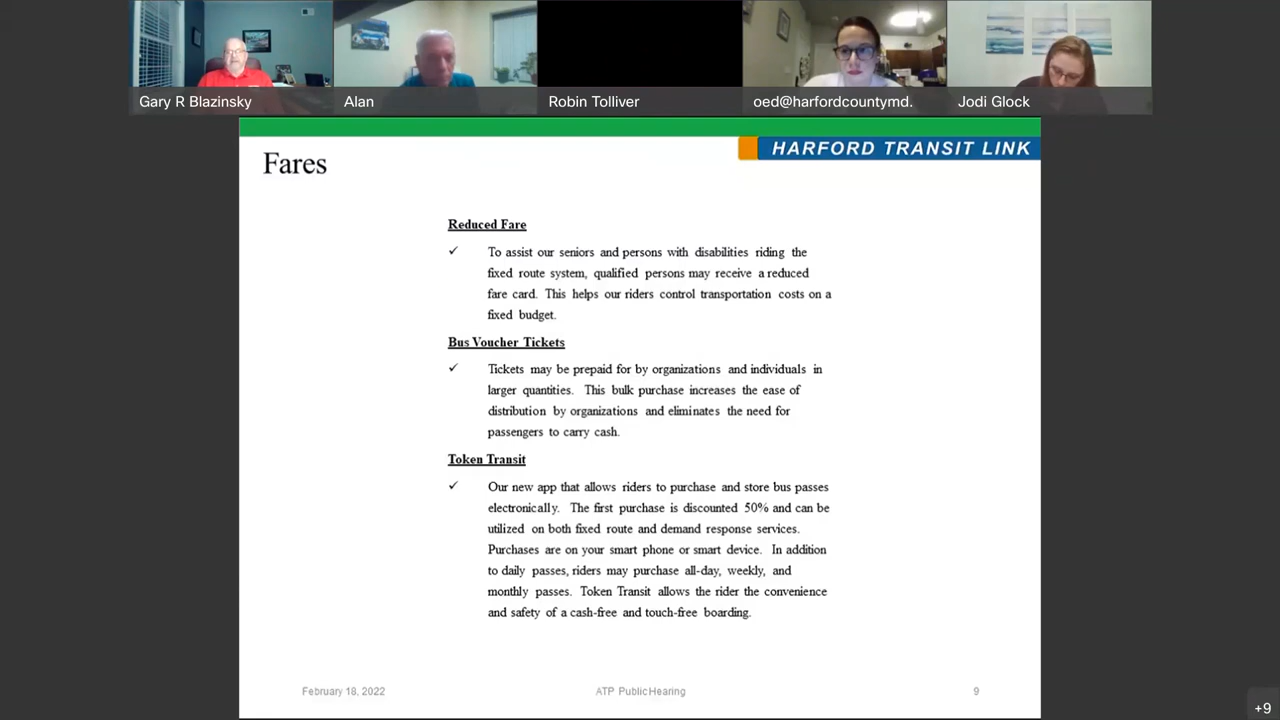 Gary R Blazinsky
Alan
Robin Tolliver
oed@harfordcountymd.
Jodi Glock
HARFORD TRANSIT LINK
Fares
Reduced Fare
✓ To assist our seniors and persons with disabilities riding the
fixed route system, qualified persons may receive a reduced
fare card. This helps our riders control transportation costs on a
fixed budget.
Bus Voucher Tickets
✓ Tickets may be prepaid for by organizations and individuals in
larger quantities. This bulk purchase increases the ease of
distribution by organizations and eliminates the need for
passengers to carry cash.
Token Transit
✓ Our new app that allows riders to purchase and store bus passes
electronically. The first purchase is discounted 50% and can be
utilized on both fixed route and demand response services.
Purchases are on your smart phone or smart device. In addition
to daily passes, riders may purchase all-day, weekly, and
monthly passes. Token Transit allows the rider the convenience
and safety of a cash-free and touch-free boarding.
February 18, 2022
ATP Public Hearing
9
+9